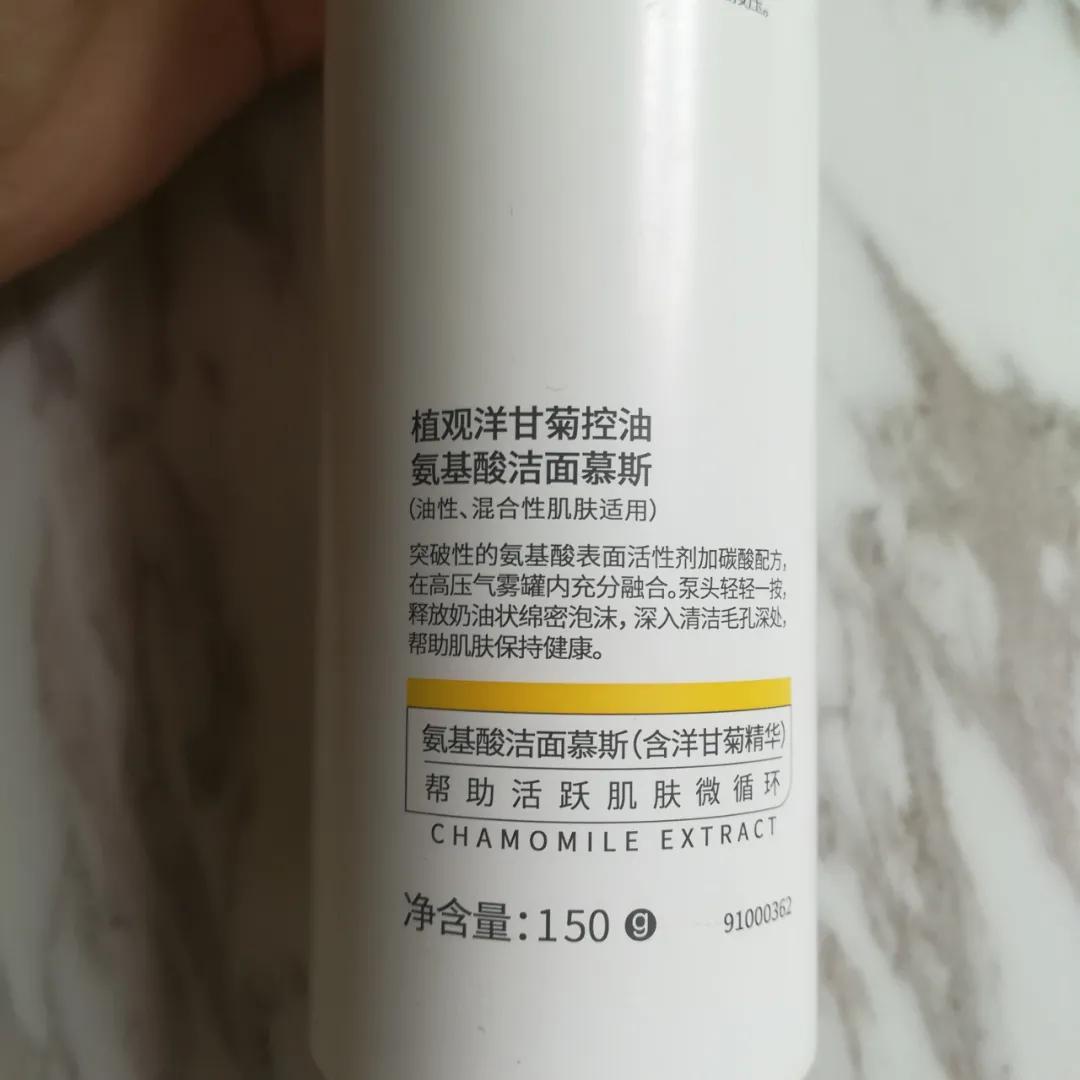 植观洋甘菊控油
氨基酸洁面慕斯
(油性、混合性肌肤适用)
突破性的氨基酸表面活性剂加碳酸配方,
在高压气雾罐内充分融合。泵头轻轻一按,
释放奶油状绵密泡沫，深入清洁毛孔深处,
帮助肌肤保持健康。
氨基酸洁面慕斯(含洋甘菊精华)
帮助活跃肌肤微循环
CHAMOMILE EXTRACT
净含量:150 g
91000362